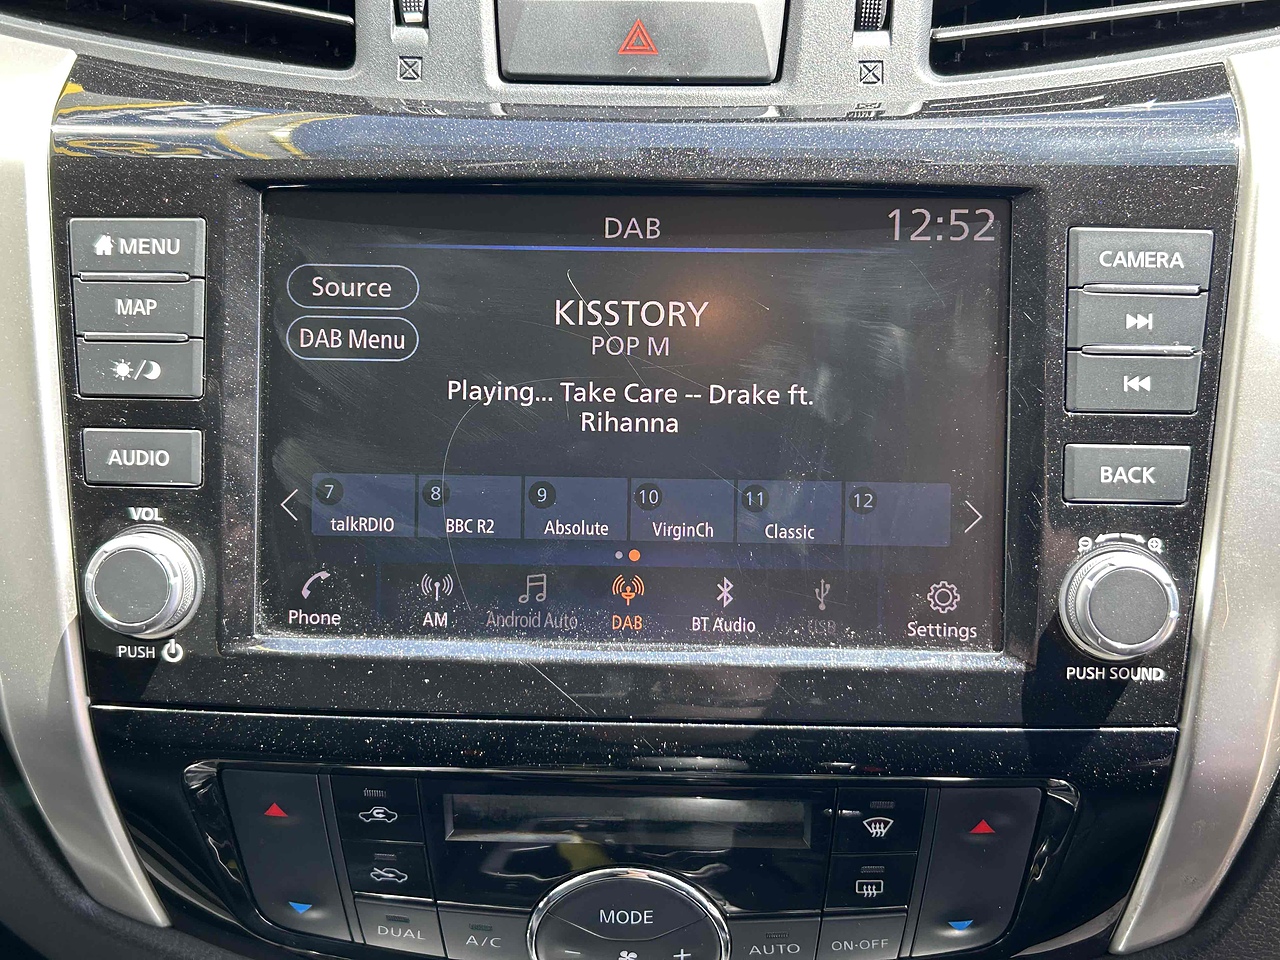 DAB
12:52
MENU
MAP
AUDIO
VOL
PUSH
Source
DAB Menu
KISSTORY
POP M
Playing... Take Care -- Drake ft.
Rihanna
7 8 9 10 11 12
talkRDIO BBC R2 Absolute VirginCh Classic
Phone AM Android Auto DAB BT Audio USB Settings
CAMERA
BACK
PUSH SOUND
MODE
DUAL A/C AUTO ON-OFF
- +